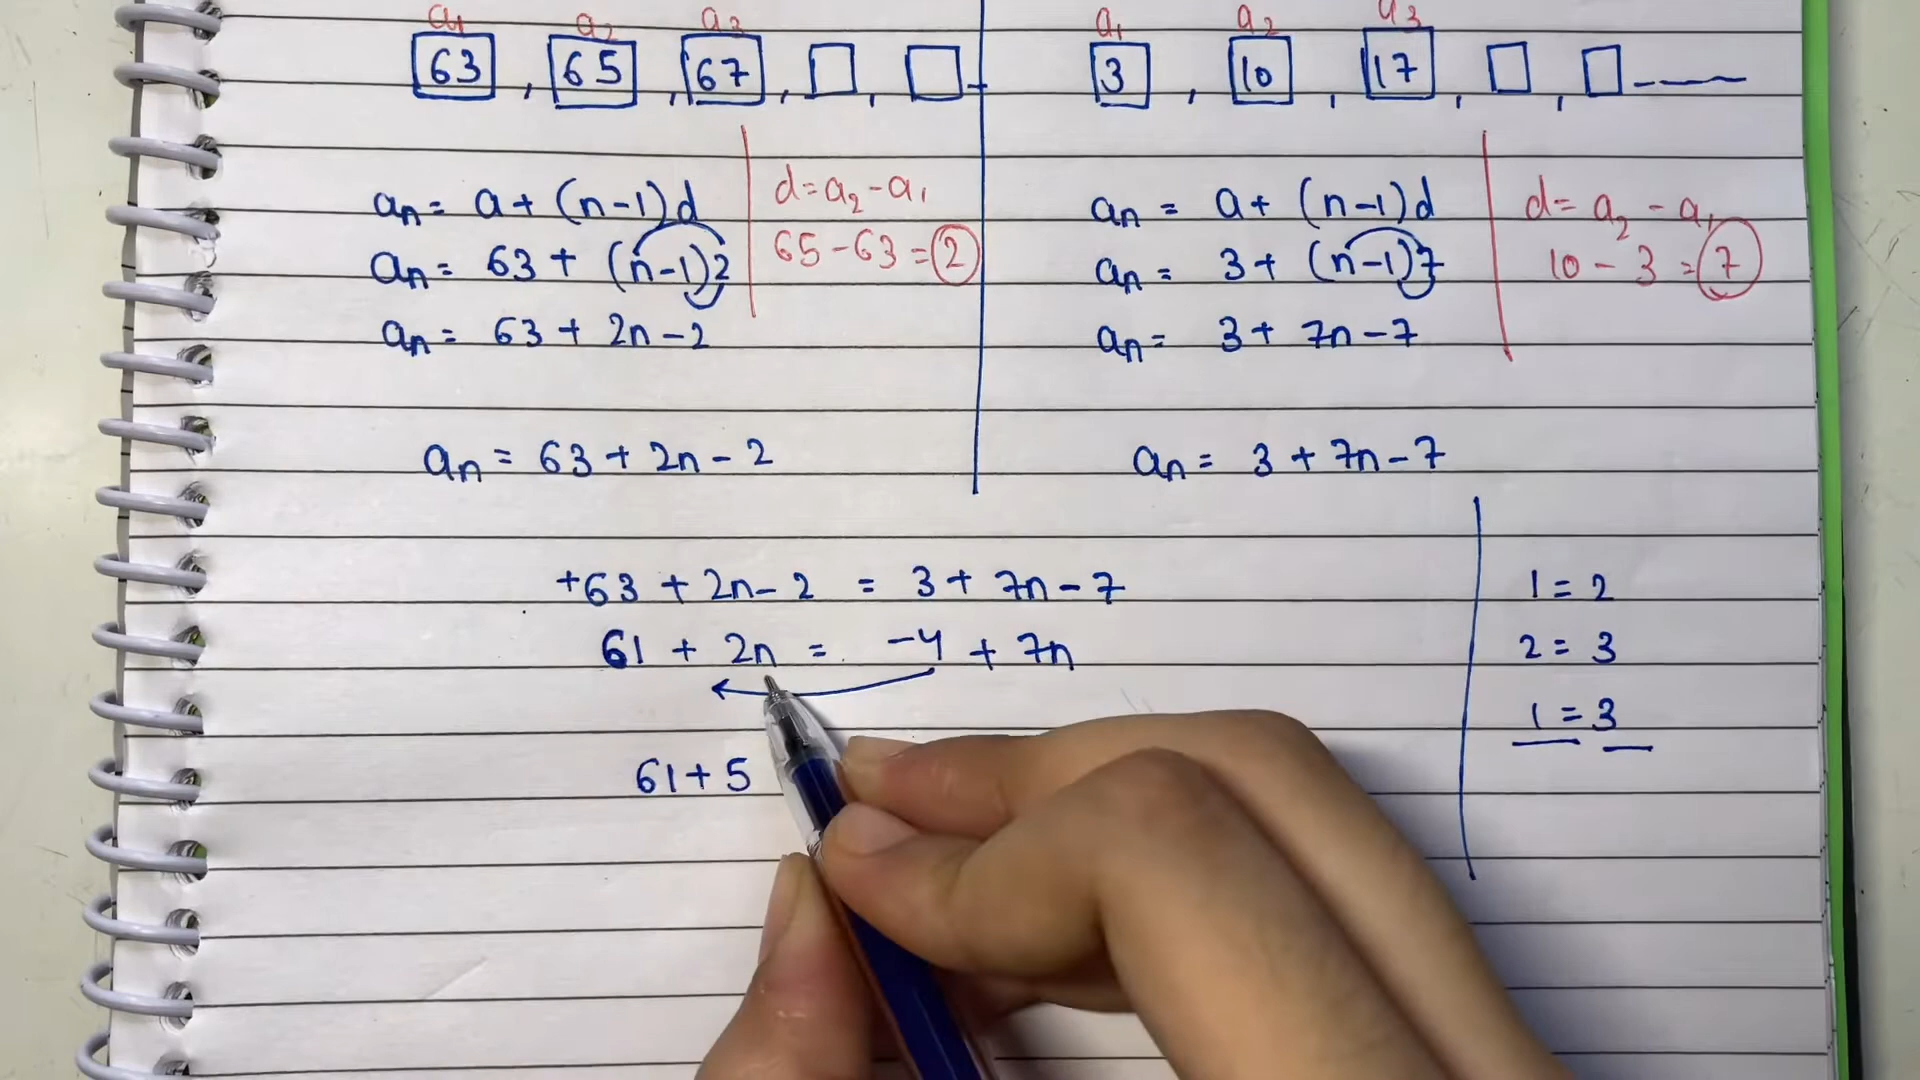 a₁ a₂ a₃
63 , 65 , 67 , ,
aₙ = a + (n-1)d
aₙ = 63 + (n-1)2
aₙ = 63 + 2n - 2
d = a₂ - a₁
65 - 63 = 2
aₙ = 63 + 2n - 2
a₁ a₂ a₃
3 , 10 , 17 , ,
aₙ = a + (n-1)d
aₙ = 3 + (n-1)7
aₙ = 3 + 7n - 7
d = a₂ - a₁
10 - 3 = 7
aₙ = 3 + 7n - 7
+63 + 2n - 2 = 3 + 7n - 7
61 + 2n = -4 + 7n
61 + 5
1 = 2
2 = 3
1 = 3